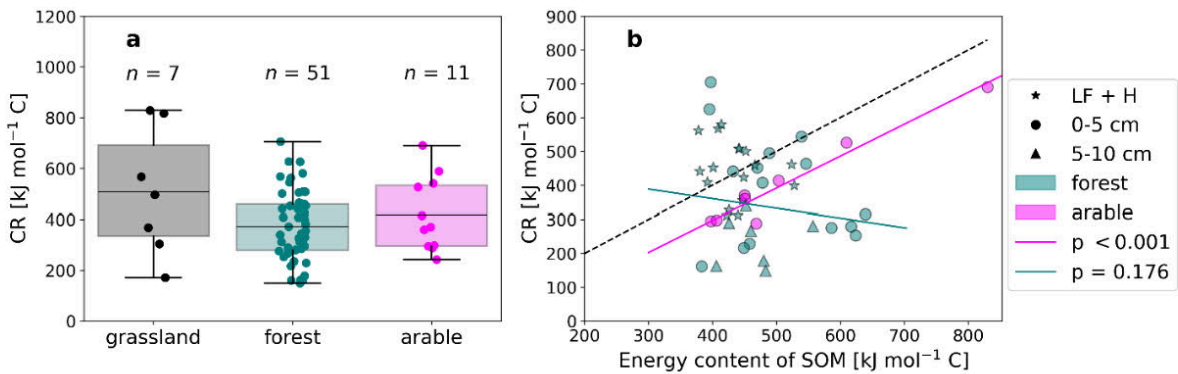 a
n = 7
n = 51
n = 11
CR [kJ mol⁻¹ C]
1200
1000
800
600
400
200
0
grassland
forest
arable
b
CR [kJ mol⁻¹ C]
900
800
700
600
500
400
300
200
100
0
200
300
400
500
600
700
800
Energy content of SOM [kJ mol⁻¹ C]
LF + H
0-5 cm
5-10 cm
forest
arable
p < 0.001
p = 0.176